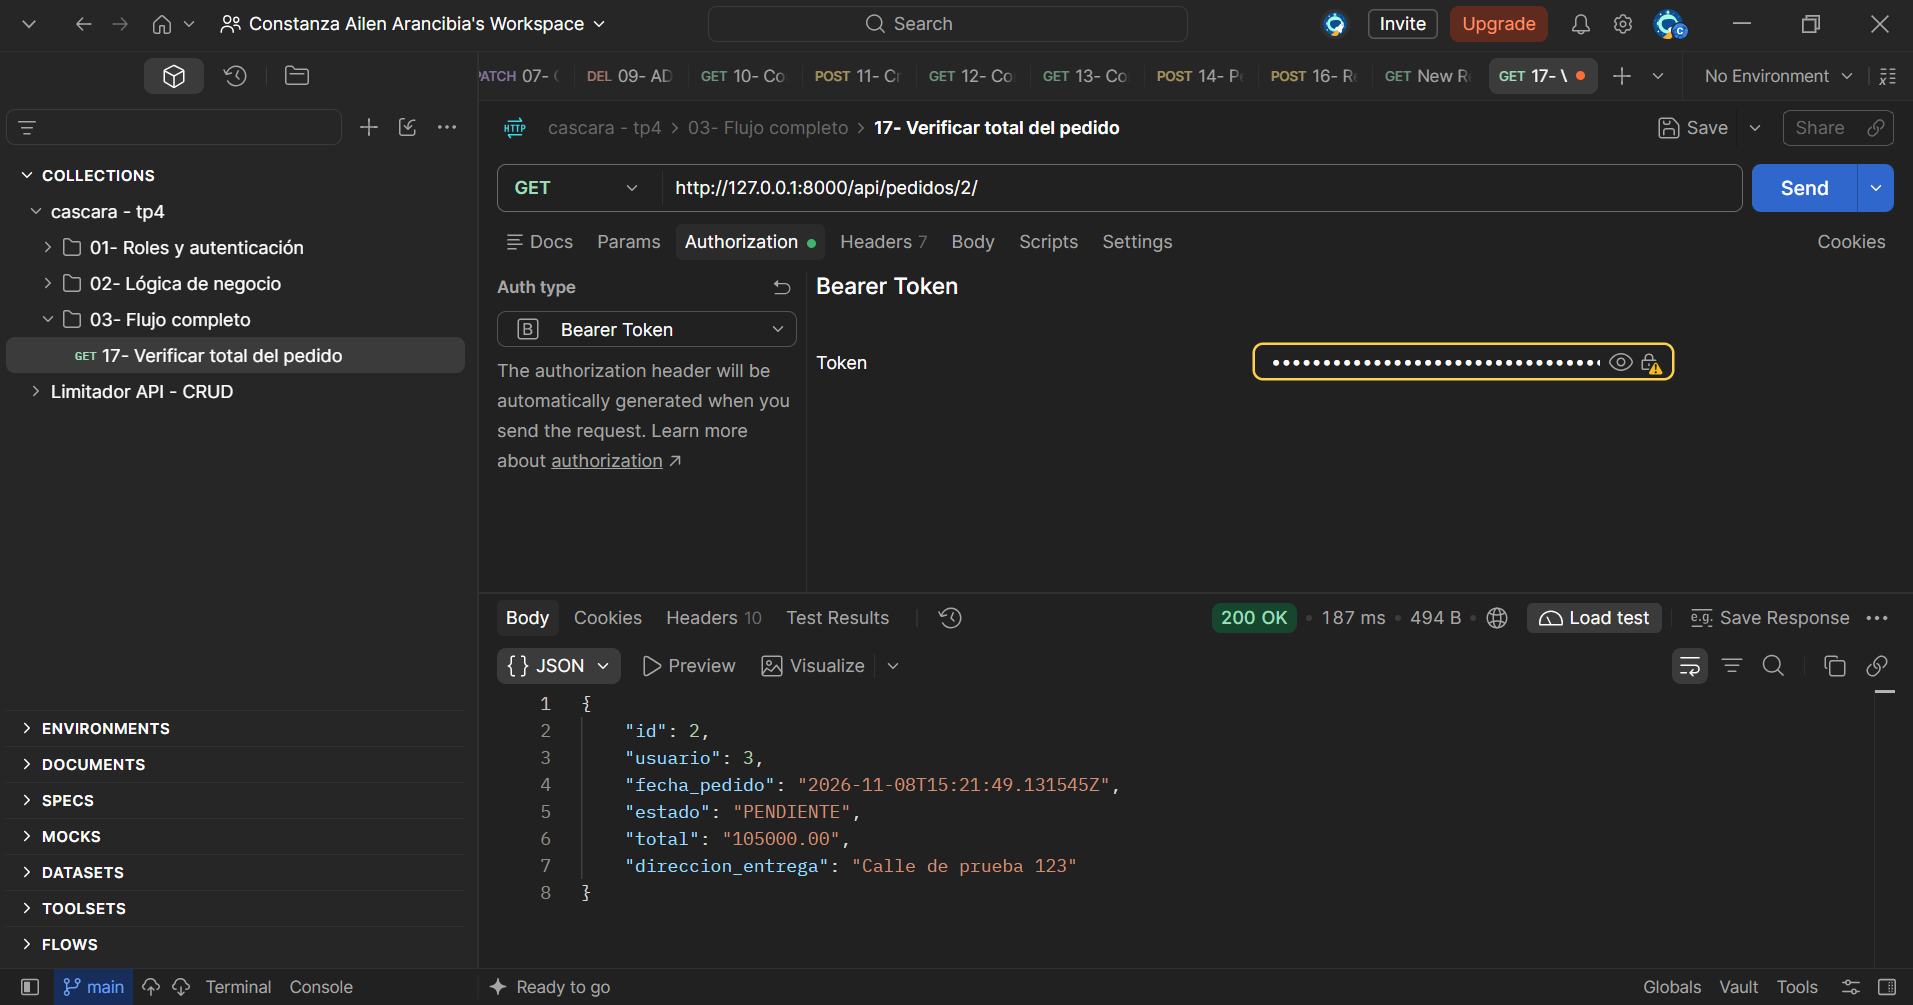 Constanza Ailen Arancibia's Workspace
Search
Invite
Upgrade
PATCH 07-
DEL 09- AD
GET 10- Co
POST 11- Cr
GET 12- Co
GET 13- Co
POST 14- P
POST 16- R
GET New R
GET 17- V
No Environment
HTTP cascara - tp4 > 03- Flujo completo > 17- Verificar total del pedido
Save
Share
COLLECTIONS
cascara - tp4
01- Roles y autenticación
02- Lógica de negocio
03- Flujo completo
GET 17- Verificar total del pedido
Limitador API - CRUD
GET
http://127.0.0.1:8000/api/pedidos/2/
Send
Docs
Params
Authorization
Headers 7
Body
Scripts
Settings
Cookies
Auth type
B Bearer Token
The authorization header will be
automatically generated when you
send the request. Learn more
about authorization
Bearer Token
Token
Body
Cookies
Headers 10
Test Results
200 OK
187 ms
494 B
Load test
e.g. Save Response
{ } JSON
Preview
Visualize
1 {
2 "id": 2,
3 "usuario": 3,
4 "fecha_pedido": "2026-11-08T15:21:49.131545Z",
5 "estado": "PENDIENTE",
6 "total": "105000.00",
7 "direccion_entrega": "Calle de prueba 123"
8 }
ENVIRONMENTS
DOCUMENTS
SPECS
MOCKS
DATASETS
TOOLSETS
FLOWS
main
Terminal
Console
Ready to go
Globals
Vault
Tools